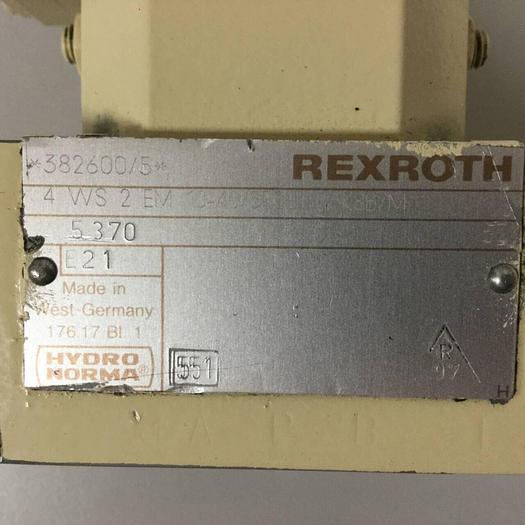 *382600/5*
REXROTH
4 WS 2 EM
5370
E21
Made in
West-Germany
176.17 Bl. 1
HYDRO
NORMA®
551
R
H